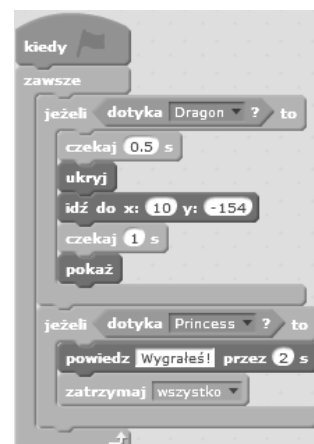 kiedy
zawsze
jeżeli dotyka Dragon ? to
czekaj 0.5 s
ukryj
idź do x: 10 y: -154
czekaj 1 s
pokaż
jeżeli dotyka Princess ? to
powiedz Wygrałeś! przez 2 s
zatrzymaj wszystko